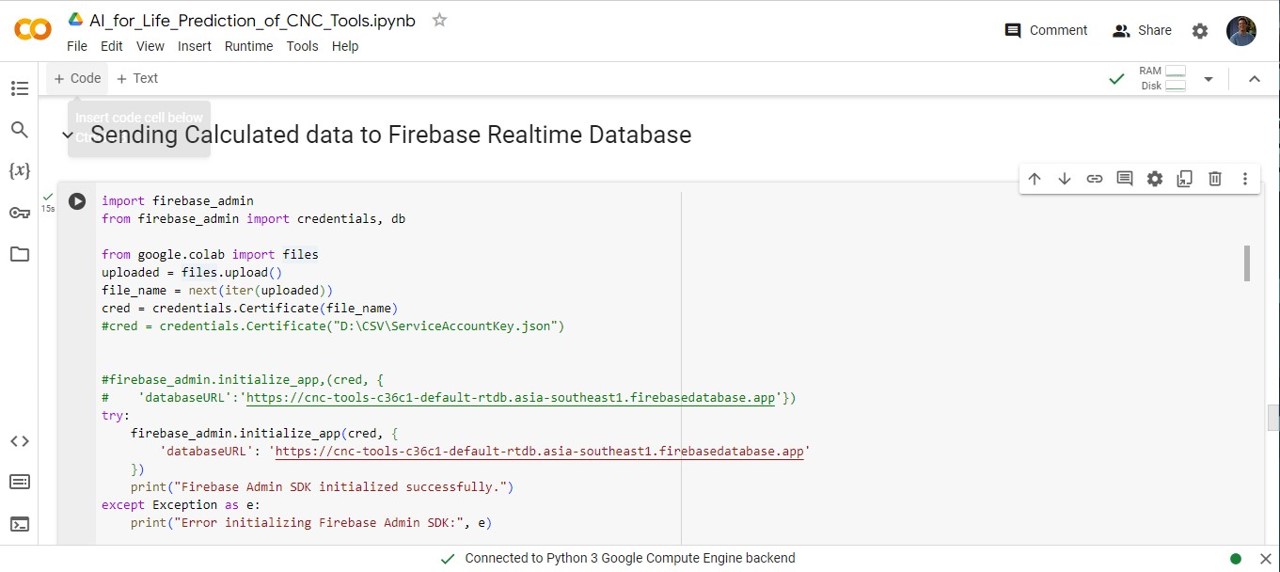 AI_for_Life_Prediction_of_CNC_Tools.ipynb
File Edit View Insert Runtime Tools Help
Comment Share
+ Code + Text
RAM
Disk
Insert code cell below
Sending Calculated data to Firebase Realtime Database
{x}
15s
import firebase_admin
from firebase_admin import credentials, db
from google.colab import files
uploaded = files.upload()
file_name = next(iter(uploaded))
cred = credentials.Certificate(file_name)
#cred = credentials.Certificate("D:\CSV\ServiceAccountKey.json")
#firebase_admin.initialize_app,(cred, {
#    'databaseURL':'https://cnc-tools-c36c1-default-rtdb.asia-southeast1.firebasedatabase.app'})
try:
    firebase_admin.initialize_app(cred, {
        'databaseURL': 'https://cnc-tools-c36c1-default-rtdb.asia-southeast1.firebasedatabase.app'
    })
    print("Firebase Admin SDK initialized successfully.")
except Exception as e:
    print("Error initializing Firebase Admin SDK:", e)
Connected to Python 3 Google Compute Engine backend